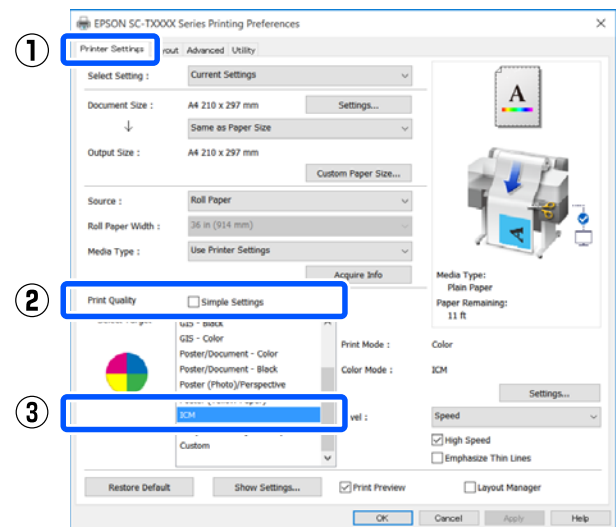 EPSON SC-TXXXX Series Printing Preferences
1
Printer Settings yout Advanced Utility
Select Setting : Current Settings
Document Size : A4 210 x 297 mm Settings...
Same as Paper Size
Output Size : A4 210 x 297 mm
Custom Paper Size...
Source : Roll Paper
Roll Paper Width : 36 in (914 mm)
Media Type : Use Printer Settings
Acquire Info
A
Media Type:
Plain Paper
Paper Remaining:
11 ft
2
Print Quality Simple Settings
GIS - Black
GIS - Color
Poster/Document - Color
Poster/Document - Black
Poster (Photo)/Perspective
3
ICM
Custom
Print Mode : Color
Color Mode : ICM
Settings...
vel : Speed
High Speed
Emphasize Thin Lines
Restore Default Show Settings... Print Preview Layout Manager
OK Cancel Apply Help